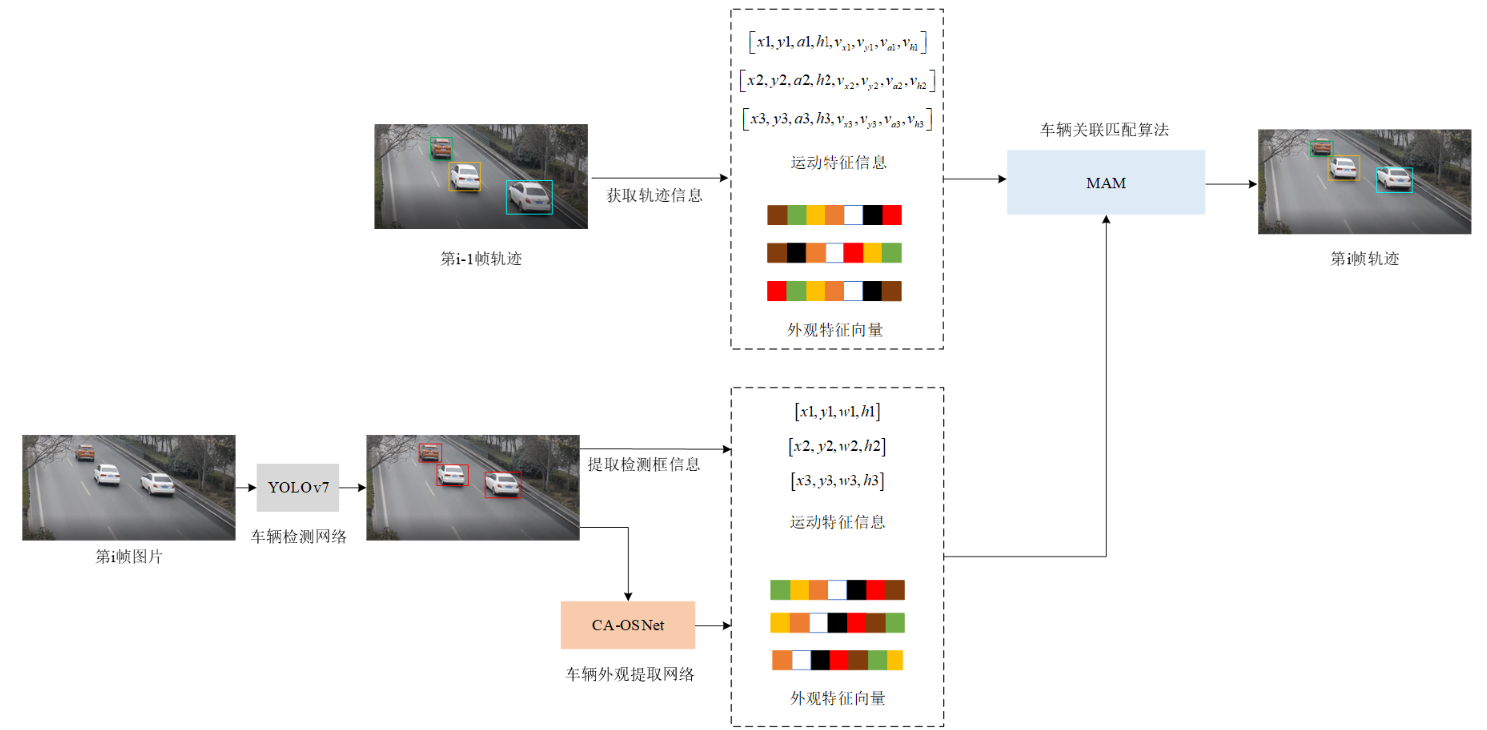 [x1, y1, a1, h1, v_{x1}, v_{y1}, v_{a1}, v_{h1}]
[x2, y2, a2, h2, v_{x2}, v_{y2}, v_{a2}, v_{h2}]
[x3, y3, a3, h3, v_{x3}, v_{y3}, v_{a3}, v_{h3}]
运动特征信息
外观特征向量
获取轨迹信息
第i-1帧轨迹
车辆关联匹配算法
MAM
第i帧轨迹
[x1, y1, w1, h1]
[x2, y2, w2, h2]
[x3, y3, w3, h3]
运动特征信息
外观特征向量
提取检测框信息
YOLOv7
车辆检测网络
第i帧图片
CA-OSNet
车辆外观提取网络